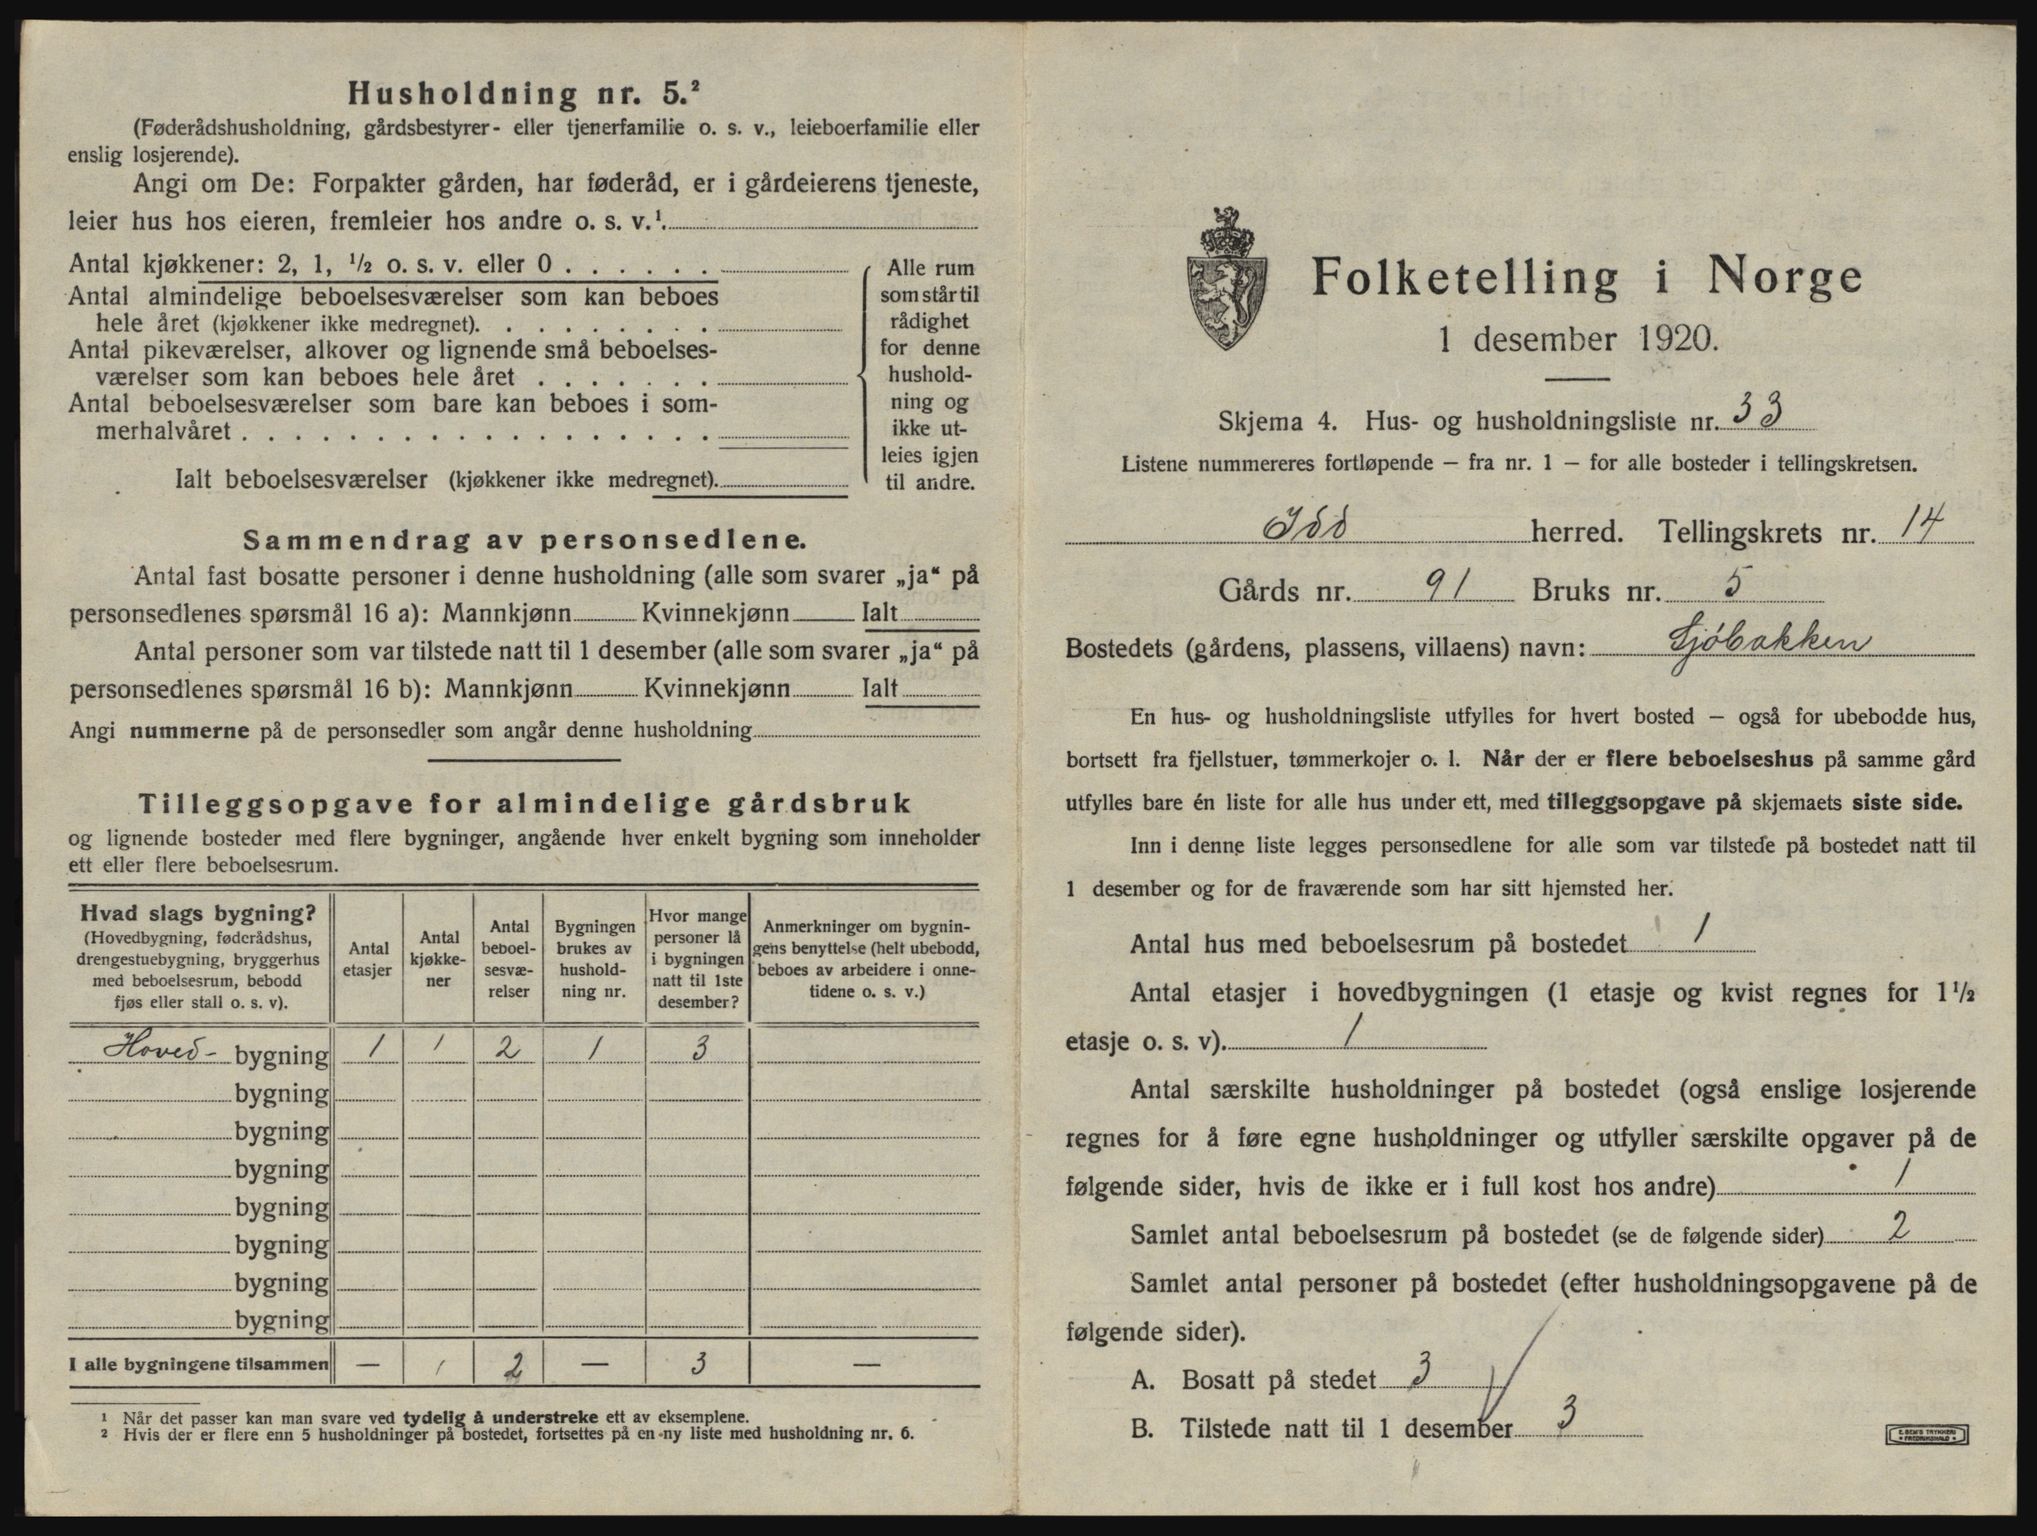 Husholdning nr. 5.²
(Føderådshusholdning, gårdsbestyrer- eller tjenerfamilie o. s. v., leieboerfamilie eller
enslig losjerende).
Angi om De: Forpakter gården, har føderåd, er i gårdeierens tjeneste,
leier hus hos eieren, fremleier hos andre o. s. v.¹
Antal kjøkkener: 2, 1, ½ o. s. v. eller 0 . . . . . .
Antal almindelige beboelsesværelser som kan beboes
hele året (kjøkkener ikke medregnet). . . . . . . . .
Antal pikeværelser, alkover og lignende små beboelses-
værelser som kan beboes hele året . . . . . . .
Antal beboelsesværelser som bare kan beboes i som-
merhalvåret . . . . . . . . . . . . . . . . . .
Ialt beboelsesværelser (kjøkkener ikke medregnet).
Alle rum
som står til
rådighet
for denne
hushold-
ning og
ikke ut-
leies igjen
til andre.
Sammendrag av personsedlene.
Antal fast bosatte personer i denne husholdning (alle som svarer „ja“ på
personsedlenes spørsmål 16 a): Mannkjønn Kvinnekjønn Ialt
Antal personer som var tilstede natt til 1 desember (alle som svarer „ja“ på
personsedlenes spørsmål 16 b): Mannkjønn Kvinnekjønn Ialt
Angi nummerne på de personsedler som angår denne husholdning
Tilleggsopgave for almindelige gårdsbruk
og lignende bosteder med flere bygninger, angående hver enkelt bygning som inneholder
ett eller flere beboelsesrum.
Hvad slags bygning?
(Hovedbygning, føderådshus,
drengestuebygning, bryggerhus
med beboelsesrum, bebodd
fjøs eller stall o. s. v).
Antal
etasjer
Antal
kjøkke-
ner
Antal
beboel-
sesvæ-
relser
Bygningen
brukes av
hushold-
ning nr.
Hvor mange
personer lå
i bygningen
natt til 1ste
desember?
Anmerkninger om bygnin-
gens benyttelse (helt ubebodd,
beboes av arbeidere i onne-
tidene o. s. v.)
Hoved- bygning 1 1 2 1 3
bygning
bygning
bygning
bygning
bygning
bygning
bygning
I alle bygningene tilsammen — 1 2 — 3 —
¹ Når det passer kan man svare ved tydelig å understreke ett av eksemplene.
² Hvis der er flere enn 5 husholdninger på bostedet, fortsettes på en ny liste med husholdning nr. 6.
Folketelling i Norge
1 desember 1920.
Skjema 4. Hus- og husholdningsliste nr. 33
Listene nummereres fortløpende — fra nr. 1 — for alle bosteder i tellingskretsen.
Idd herred. Tellingskrets nr. 14
Gårds nr. 91 Bruks nr. 5
Bostedets (gårdens, plassens, villaens) navn: Sjöbakken
En hus- og husholdningsliste utfylles for hvert bosted — også for ubebodde hus,
bortsett fra fjellstuer, tømmerkojer o. l. Når der er flere beboelseshus på samme gård
utfylles bare én liste for alle hus under ett, med tilleggsopgave på skjemaets siste side.
Inn i denne liste legges personsedlene for alle som var tilstede på bostedet natt til
1 desember og for de fraværende som har sitt hjemsted her.
Antal hus med beboelsesrum på bostedet 1
Antal etasjer i hovedbygningen (1 etasje og kvist regnes for 1½
etasje o. s. v). 1
Antal særskilte husholdninger på bostedet (også enslige losjerende
regnes for å føre egne husholdninger og utfyller særskilte opgaver på de
følgende sider, hvis de ikke er i full kost hos andre) 1
Samlet antal beboelsesrum på bostedet (se de følgende sider) 2
Samlet antal personer på bostedet (efter husholdningsopgavene på de
følgende sider).
A. Bosatt på stedet 3
B. Tilstede natt til 1 desember 3
E. SEM'S TRYKKERI
FREDRIKSHALD